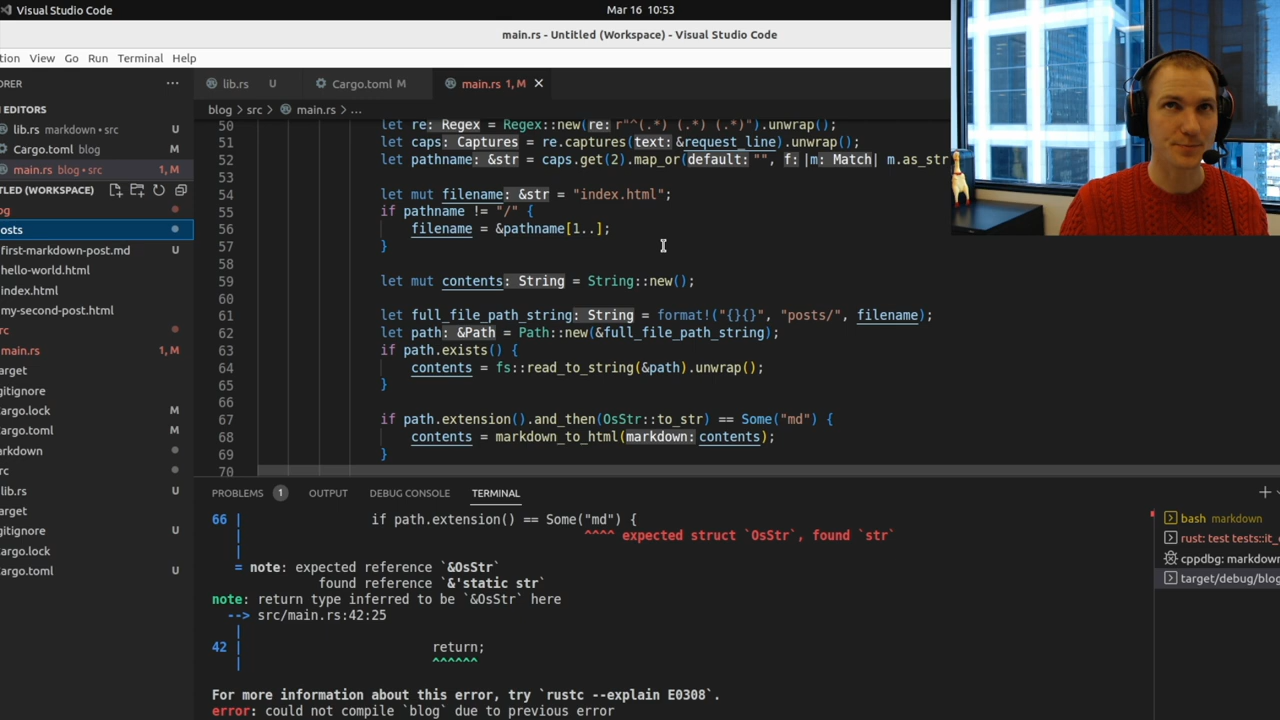 Visual Studio Code
Mar 16 10:53
main.rs - Untitled (Workspace) - Visual Studio Code
tion View Go Run Terminal Help
ORER
EDITORS
lib.rs markdown • src U
Cargo.toml blog M
main.rs blog • src 1, M
TLED (WORKSPACE)
og
osts
first-markdown-post.md U
hello-world.html
index.html
my-second-post.html
rc
main.rs 1, M
arget
gitignore
Cargo.lock M
Cargo.toml M
arkdown
rc
lib.rs U
arget
gitignore U
Cargo.lock U
Cargo.toml U
lib.rs U
Cargo.toml M
main.rs 1, M
blog > src > main.rs > ...
50 let re: Regex = Regex::new(re: r"^(.*) (.*) (.*)").unwrap();
51 let caps: Captures = re.captures(text: &request_line).unwrap();
52 let pathname: &str = caps.get(2).map_or(default: "", f: |m: Match| m.as_str
54 let mut filename: &str = "index.html";
55 if pathname != "/" {
56 filename = &pathname[1..];
57 }
58
59 let mut contents: String = String::new();
60
61 let full_file_path_string: String = format!("{}{}", "posts/", filename);
62 let path: &Path = Path::new(&full_file_path_string);
63 if path.exists() {
64 contents = fs::read_to_string(&path).unwrap();
65 }
66
67 if path.extension().and_then(OsStr::to_str) == Some("md") {
68 contents = markdown_to_html(markdown: contents);
69 }
70
PROBLEMS 1 OUTPUT DEBUG CONSOLE TERMINAL
66 | if path.extension() == Some("md") {
| ^^^^ expected struct `OsStr`, found `str`
|
= note: expected reference `&OsStr`
found reference `&'static str`
note: return type inferred to be `&OsStr` here
--> src/main.rs:42:25
|
42 | return;
| ^^^^^^
For more information about this error, try `rustc --explain E0308`.
error: could not compile `blog` due to previous error
bash markdown
rust: test tests::it_
cppdbg: markdown
target/debug/blog